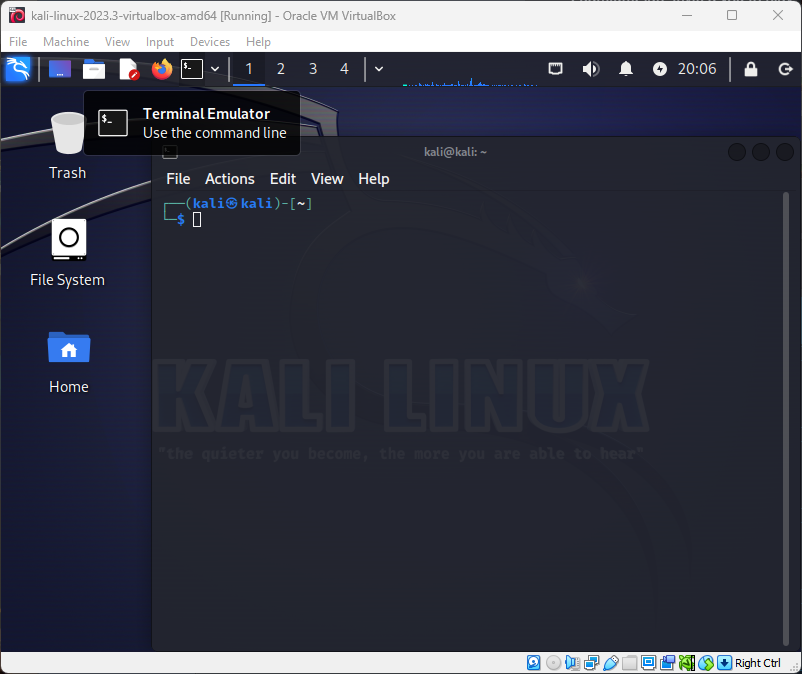 kali-linux-2023.3-virtualbox-amd64 [Running] - Oracle VM VirtualBox
File Machine View Input Devices Help
1 2 3 4 20:06
Terminal Emulator
Use the command line
kali@kali: ~
Trash
File Actions Edit View Help
┌──(kali㉿kali)-[~]
└─$
File System
Home
KALI LINUX
"the quieter you become, the more you are able to hear"
Right Ctrl